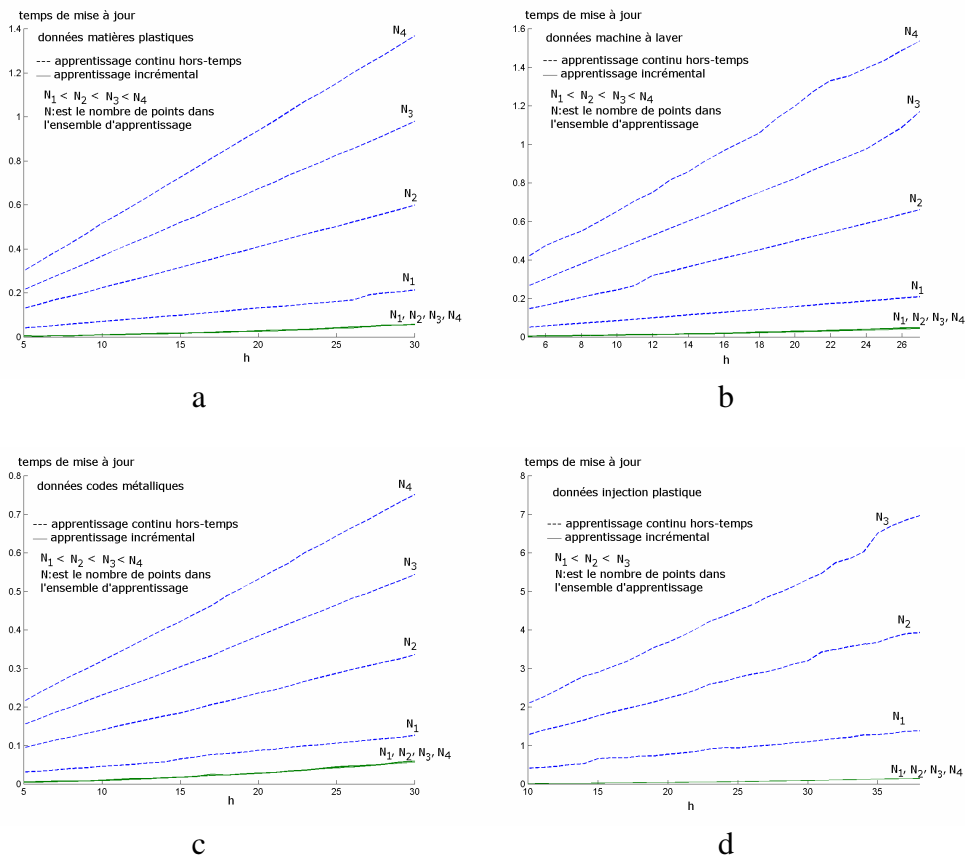 temps de mise à jour
données matières plastiques
apprentissage continu hors-temps
apprentissage incrémental
N1 < N2 < N3 < N4
N:est le nombre de points dans
l'ensemble d'apprentissage
1.4
1.2
1
0.8
0.6
0.4
0.2
0
N4
N3
N2
N1
N1, N2, N3, N4
5 10 15 20 25 30
h
a
temps de mise à jour
données machine à laver
apprentissage continu hors-temps
apprentissage incrémental
N1 < N2 < N3 < N4
N:est le nombre de points dans
l'ensemble d'apprentissage
1.6
1.4
1.2
1
0.8
0.6
0.4
0.2
0
N4
N3
N2
N1
N1, N2, N3, N4
6 8 10 12 14 16 18 20 22 24 26
h
b
temps de mise à jour
données codes métalliques
apprentissage continu hors-temps
apprentissage incrémental
N1 < N2 < N3 < N4
N:est le nombre de points dans
l'ensemble d'apprentissage
0.8
0.7
0.6
0.5
0.4
0.3
0.2
0.1
0
N4
N3
N2
N1
N1, N2, N3, N4
5 10 15 20 25 30
h
c
temps de mise à jour
données injection plastique
apprentissage continu hors-temps
apprentissage incrémental
N1 < N2 < N3
N:est le nombre de points dans
l'ensemble d'apprentissage
8
7
6
5
4
3
2
1
0
N3
N2
N1
N1, N2, N3, N4
10 15 20 25 30 35
h
d